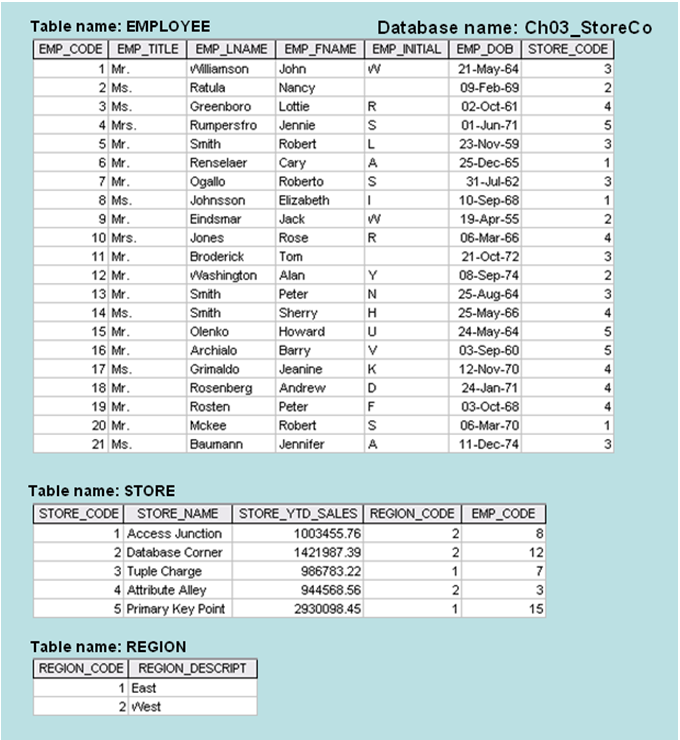 Table name: EMPLOYEE Database name: Ch03_StoreCo
EMP_CODE EMP_TITLE EMP_LNAME EMP_FNAME EMP_INITIAL EMP_DOB STORE_CODE
1 Mr. Williamson John W 21-May-64 3
2 Ms. Ratula Nancy 09-Feb-69 2
3 Ms. Greenboro Lottie R 02-Oct-61 4
4 Mrs. Rumpersfro Jennie S 01-Jun-71 5
5 Mr. Smith Robert L 23-Nov-59 3
6 Mr. Renselaer Cary A 25-Dec-65 1
7 Mr. Ogallo Roberto S 31-Jul-62 3
8 Ms. Johnsson Elizabeth I 10-Sep-68 1
9 Mr. Eindsmar Jack W 19-Apr-55 2
10 Mrs. Jones Rose R 06-Mar-66 4
11 Mr. Broderick Tom 21-Oct-72 3
12 Mr. Washington Alan Y 08-Sep-74 2
13 Mr. Smith Peter N 25-Aug-64 3
14 Ms. Smith Sherry H 25-May-66 4
15 Mr. Olenko Howard U 24-May-64 5
16 Mr. Archialo Barry V 03-Sep-60 5
17 Ms. Grimaldo Jeanine K 12-Nov-70 4
18 Mr. Rosenberg Andrew D 24-Jan-71 4
19 Mr. Rosten Peter F 03-Oct-68 4
20 Mr. Mckee Robert S 06-Mar-70 1
21 Ms. Baumann Jennifer A 11-Dec-74 3
Table name: STORE
STORE_CODE STORE_NAME STORE_YTD_SALES REGION_CODE EMP_CODE
1 Access Junction 1003455.76 2 8
2 Database Corner 1421987.39 2 12
3 Tuple Charge 986783.22 1 7
4 Attribute Alley 944568.56 2 3
5 Primary Key Point 2930098.45 1 15
Table name: REGION
REGION_CODE REGION_DESCRIPT
1 East
2 West